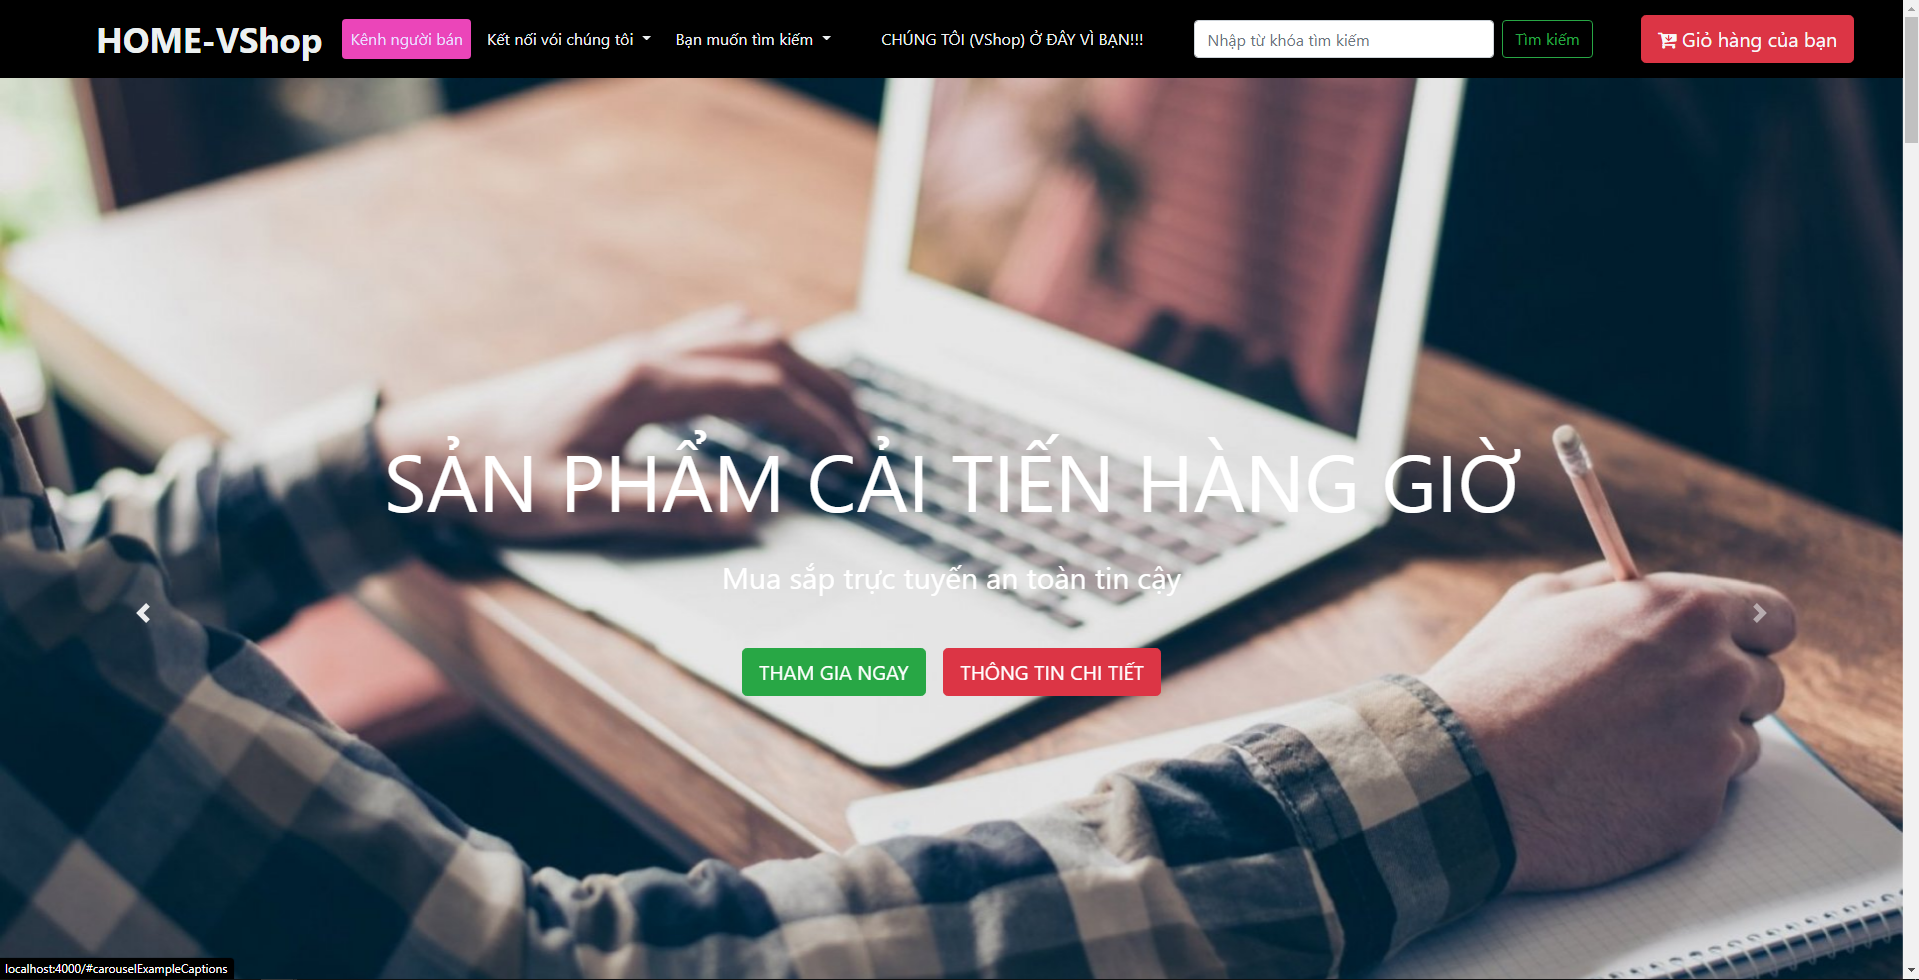 HOME-VShop
Kênh người bán
Kết nối vói chúng tôi
Bạn muốn tìm kiếm
CHÚNG TÔI (VShop) Ở ĐÂY VÌ BẠN!!!
Nhập từ khóa tìm kiếm
Tìm kiếm
Giỏ hàng của bạn
SẢN PHẨM CẢI TIẾN HÀNG GIỜ
Mua sắp trực tuyến an toàn tin cậy
THAM GIA NGAY
THÔNG TIN CHI TIẾT
localhost:4000/#carouselExampleCaptions